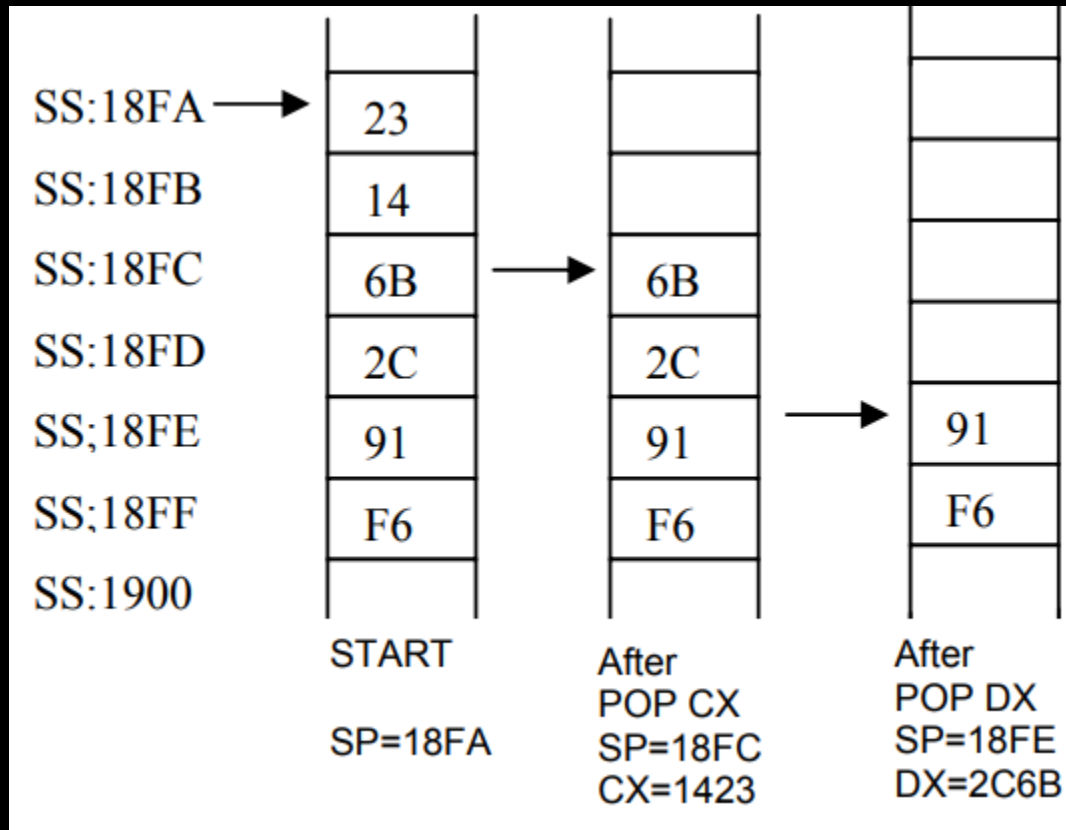 SS:18FA 23
SS:18FB 14
SS:18FC 6B 6B
SS:18FD 2C 2C
SS;18FE 91 91 91
SS;18FF F6 F6 F6
SS:1900
START
SP=18FA
After
POP CX
SP=18FC
CX=1423
After
POP DX
SP=18FE
DX=2C6B